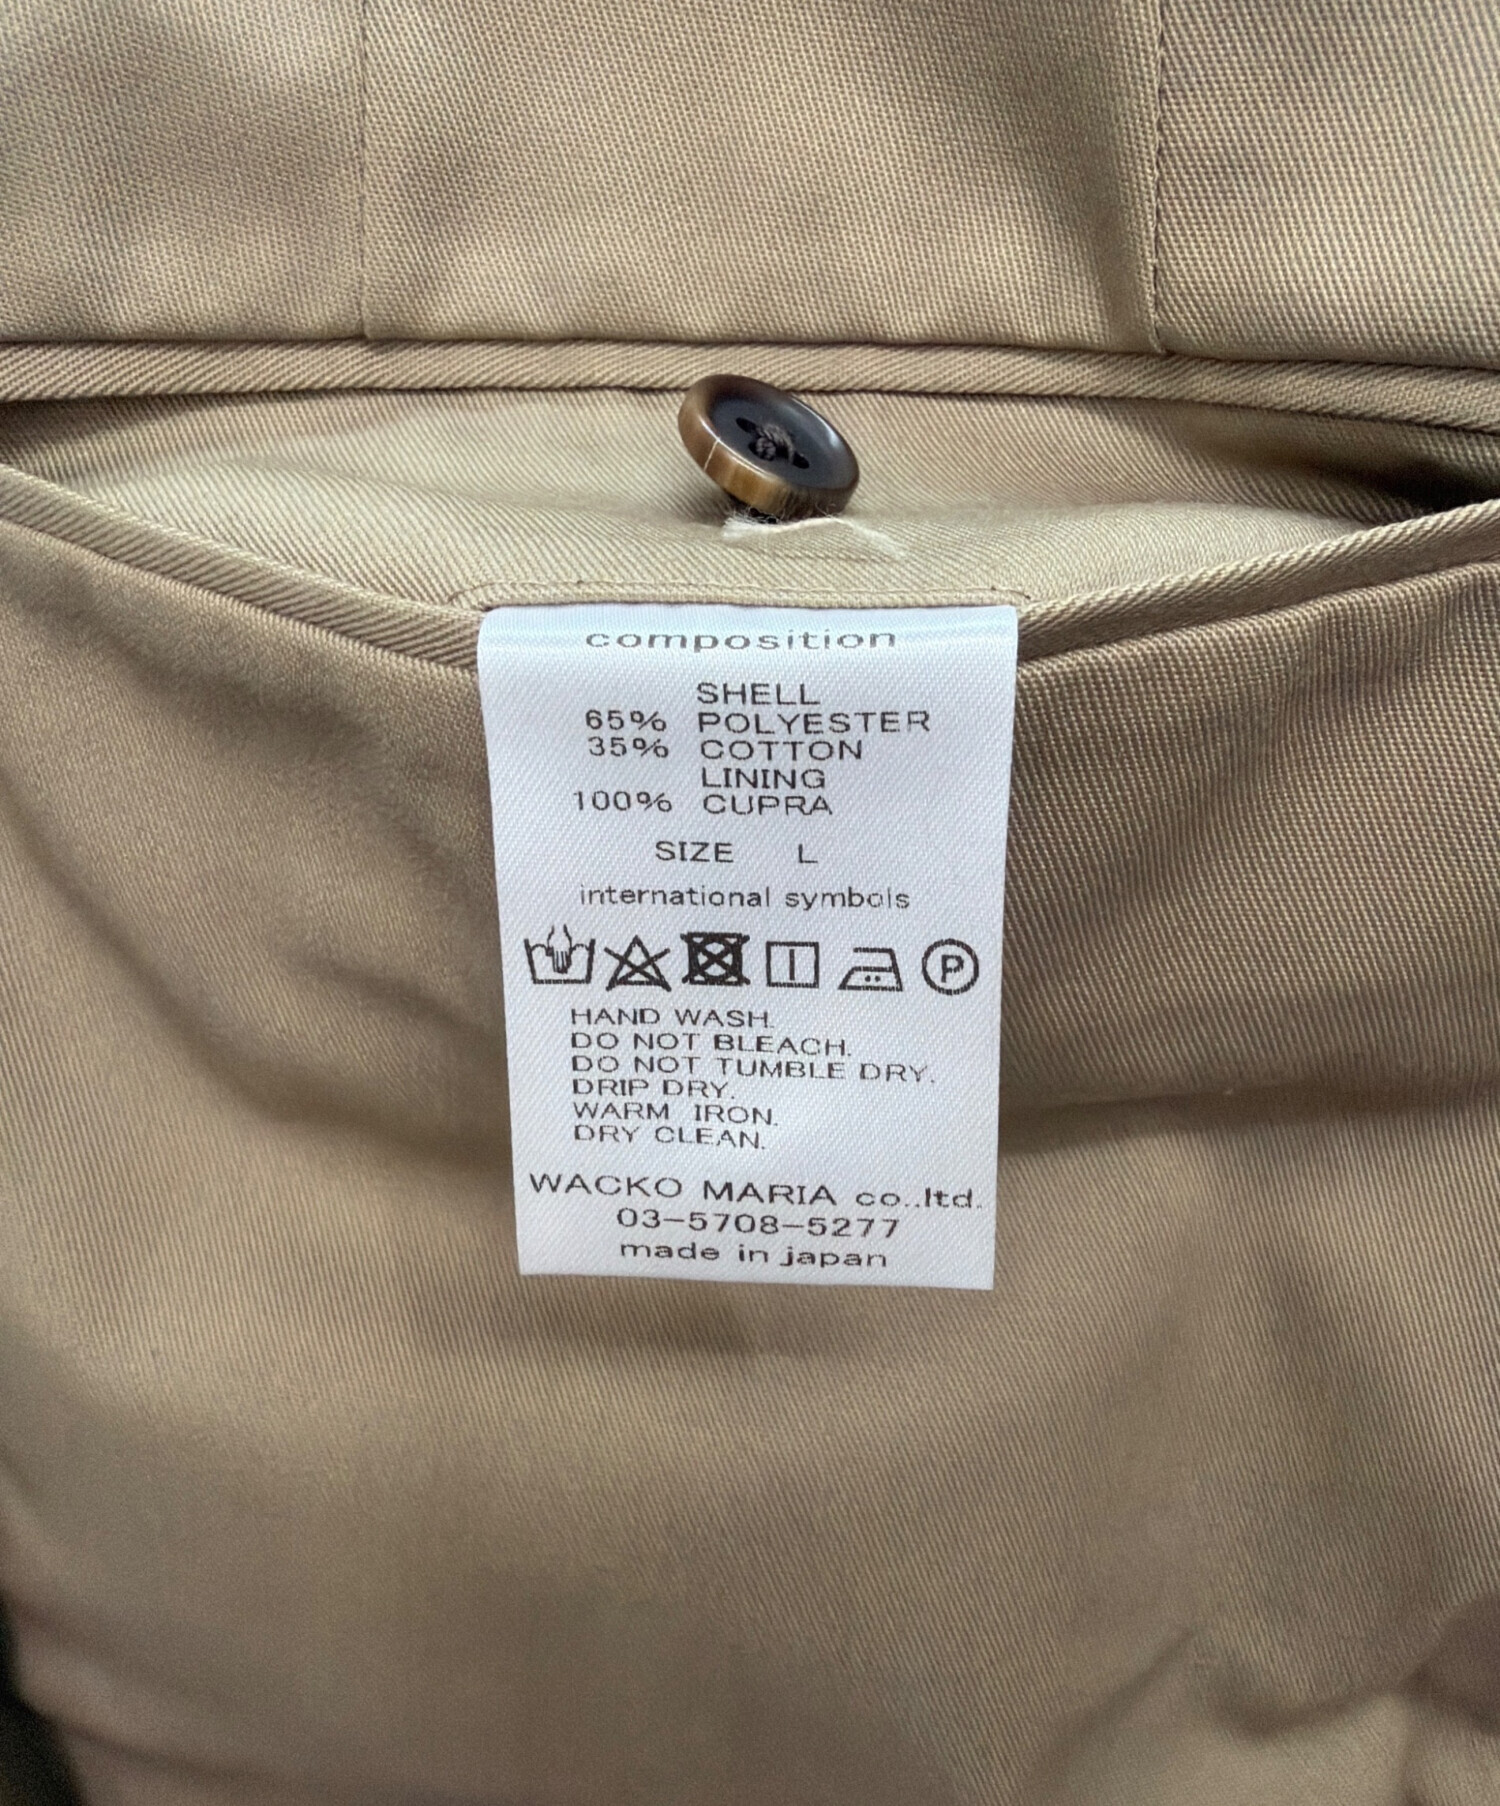 composition
SHELL
65% POLYESTER
35% COTTON
LINING
100% CUPRA
SIZE L
international symbols
P
HAND WASH.
DO NOT BLEACH.
DO NOT TUMBLE DRY.
DRIP DRY.
WARM IRON.
DRY CLEAN.
WACKO MARIA co.,ltd.
03-5708-5277
made in japan